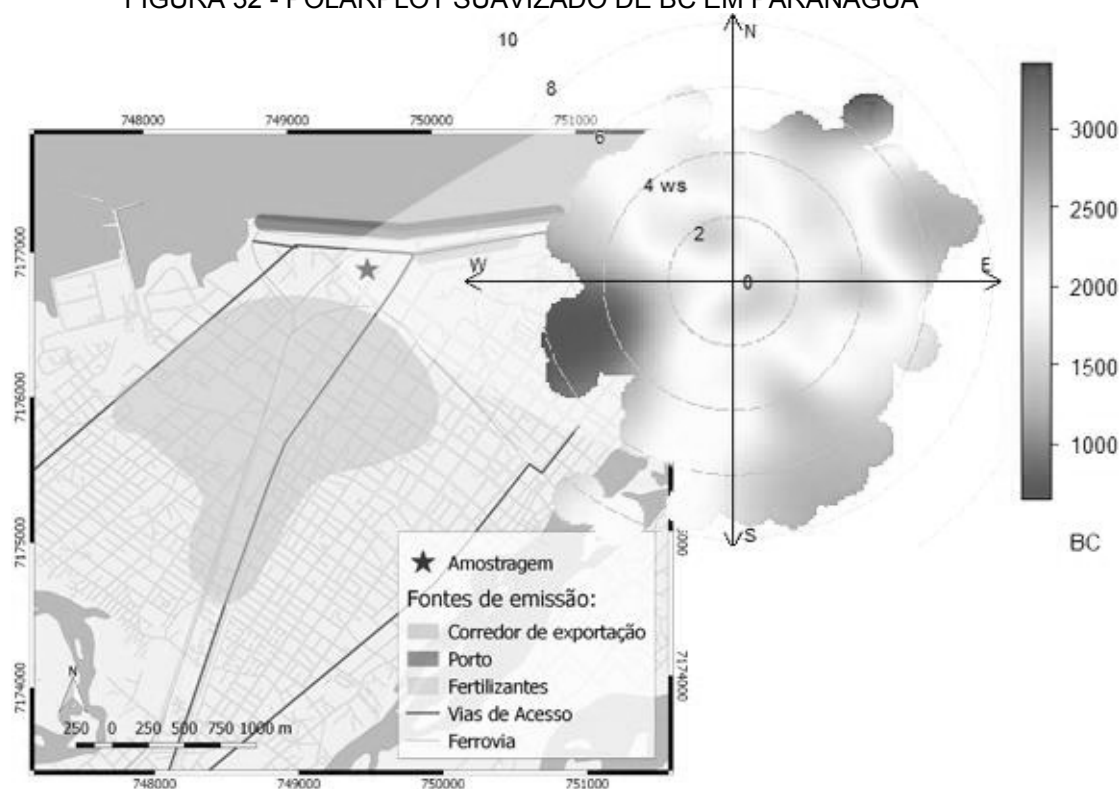 FIGURA 32 - POLARPLOT SUAVIZADO DE BC EM PARANAGUÁ
10
8
6
4 ws
2
0
N
W
E
S
3000
2500
2000
1500
1000
BC
748000
749000
750000
751000
7177000
7176000
7175000
7174000
5000
7174000
Amostragem
Fontes de emissão:
Corredor de exportação
Porto
Fertilizantes
Vias de Acesso
Ferrovia
N
250 0 250 500 750 1000 m
748000
749000
750000
751000